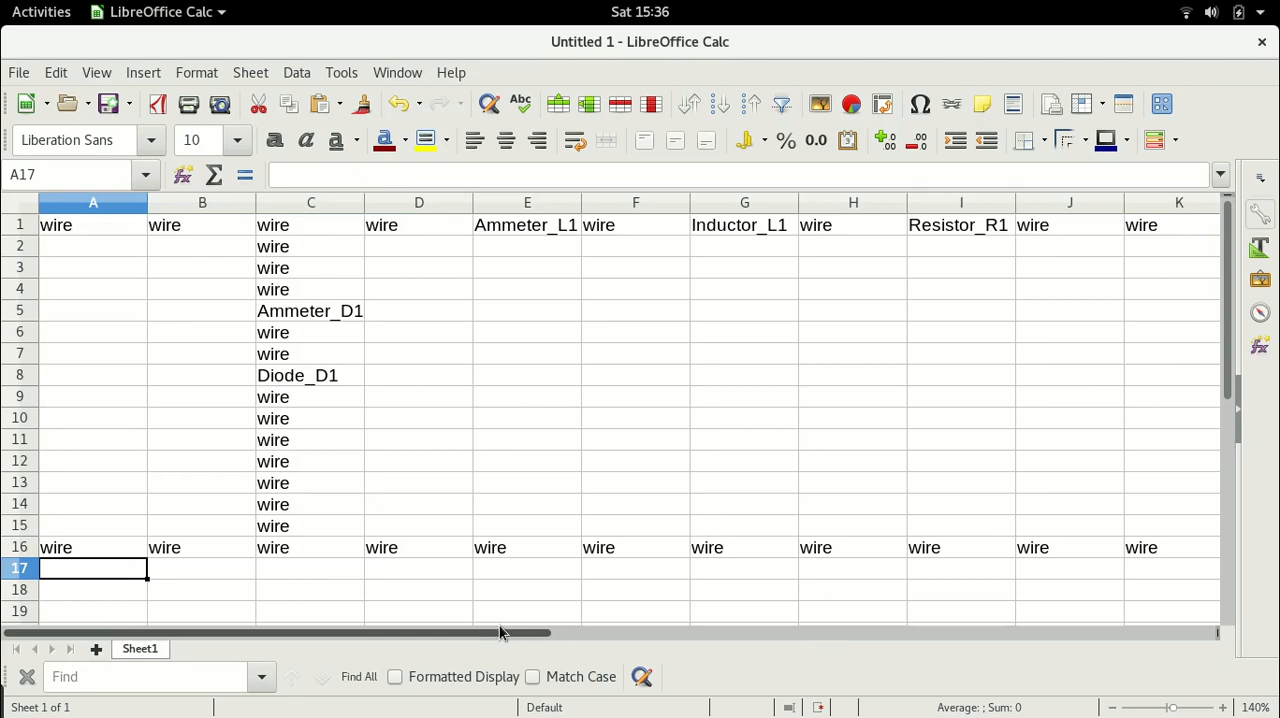 Activities LibreOffice Calc Sat 15:36
Untitled 1 - LibreOffice Calc
File Edit View Insert Format Sheet Data Tools Window Help
Abc
Liberation Sans 10 a a a a % 0.0
A17
A B C D E F G H I J K
1 wire wire wire wire Ammeter_L1 wire Inductor_L1 wire Resistor_R1 wire wire
2 wire
3 wire
4 wire
5 Ammeter_D1
6 wire
7 wire
8 Diode_D1
9 wire
10 wire
11 wire
12 wire
13 wire
14 wire
15 wire
16 wire wire wire wire wire wire wire wire wire wire wire
17
18
19
Sheet1
Find Find All Formatted Display Match Case
Sheet 1 of 1 Default Average: ; Sum: 0 140%